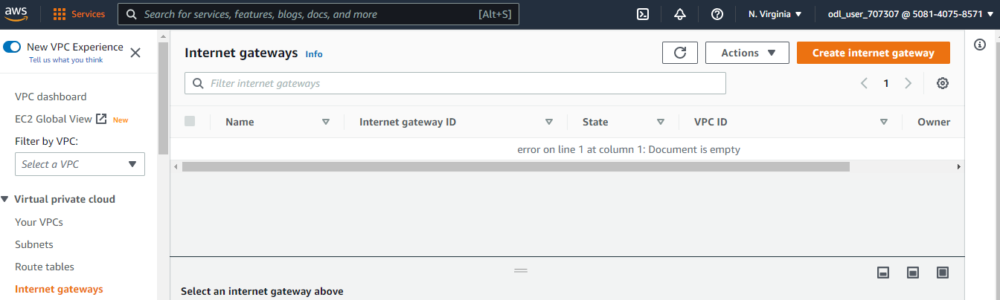 aws Services Search for services, features, blogs, docs, and more [Alt+S] N. Virginia odl_user_707307 @ 5081-4075-8571
New VPC Experience
Tell us what you think
VPC dashboard
EC2 Global View New
Filter by VPC:
Select a VPC
Virtual private cloud
Your VPCs
Subnets
Route tables
Internet gateways
Internet gateways Info Actions Create internet gateway
Filter internet gateways 1
Name Internet gateway ID State VPC ID Owner
error on line 1 at column 1: Document is empty
Select an internet gateway above